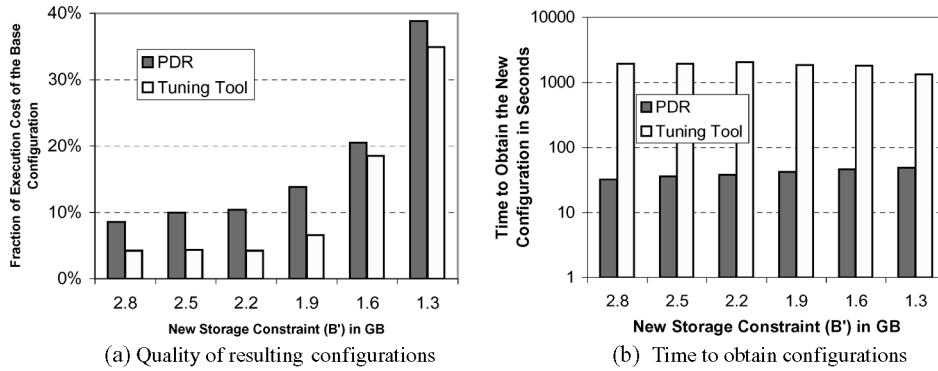 Fraction of Execution Cost of the Base
Configuration
40%
30%
20%
10%
0%
PDR
Tuning Tool
2.8 2.5 2.2 1.9 1.6 1.3
New Storage Constraint (B') in GB
(a) Quality of resulting configurations
Time to Obtain the New
Configuration in Seconds
10000
1000
100
10
1
PDR
Tuning Tool
2.8 2.5 2.2 1.9 1.6 1.3
New Storage Constraint (B') in GB
(b) Time to obtain configurations